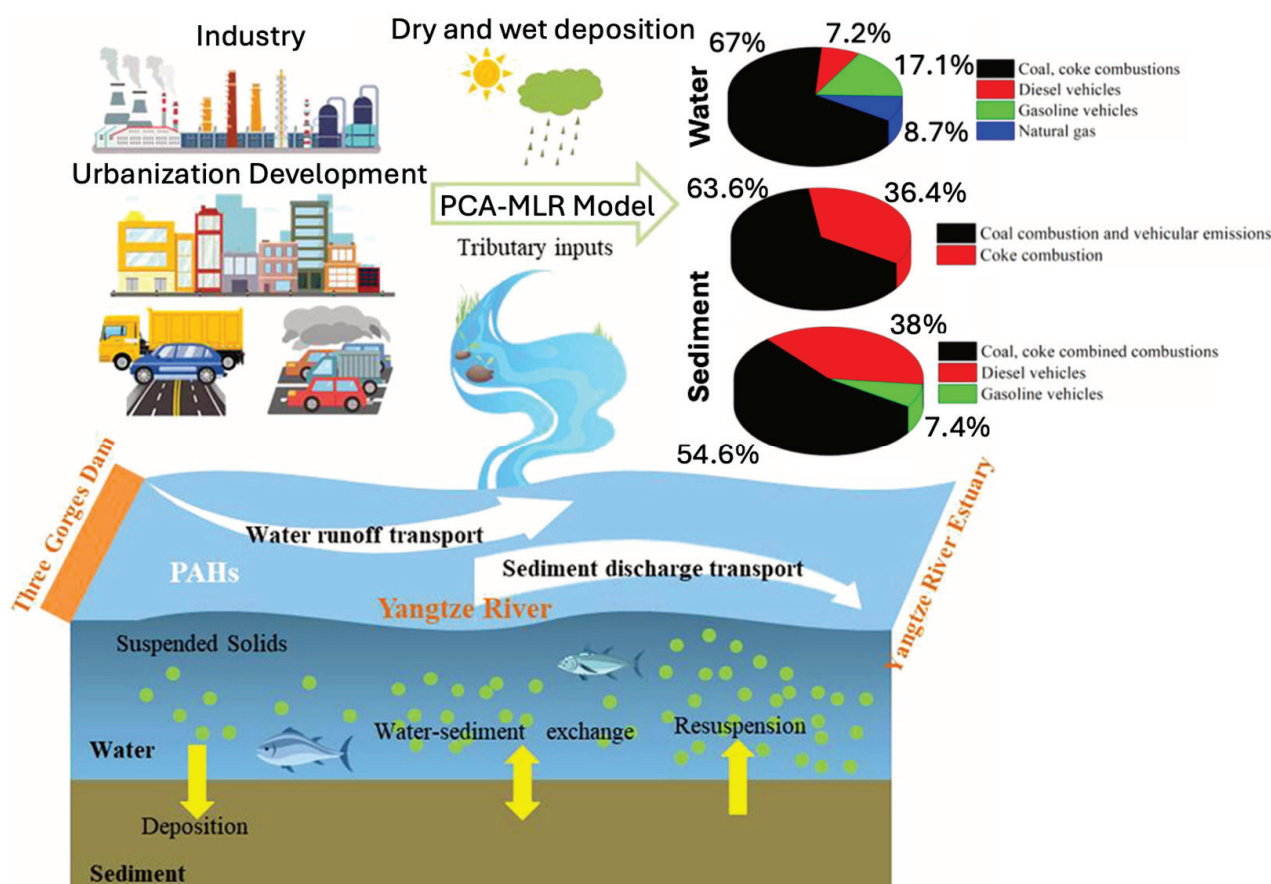 Industry
Dry and wet deposition
Urbanization Development
PCA-MLR Model
Tributary inputs
Water
67%
7.2%
17.1%
8.7%
Coal, coke combustions
Diesel vehicles
Gasoline vehicles
Natural gas
Sediment
63.6%
36.4%
Coal combustion and vehicular emissions
Coke combustion
38%
7.4%
54.6%
Coal, coke combined combustions
Diesel vehicles
Gasoline vehicles
Three Gorges Dam
Water runoff transport
PAHs
Sediment discharge transport
Yangtze River
Yangtze River Estuary
Suspended Solids
Water-sediment exchange
Resuspension
Water
Deposition
Sediment